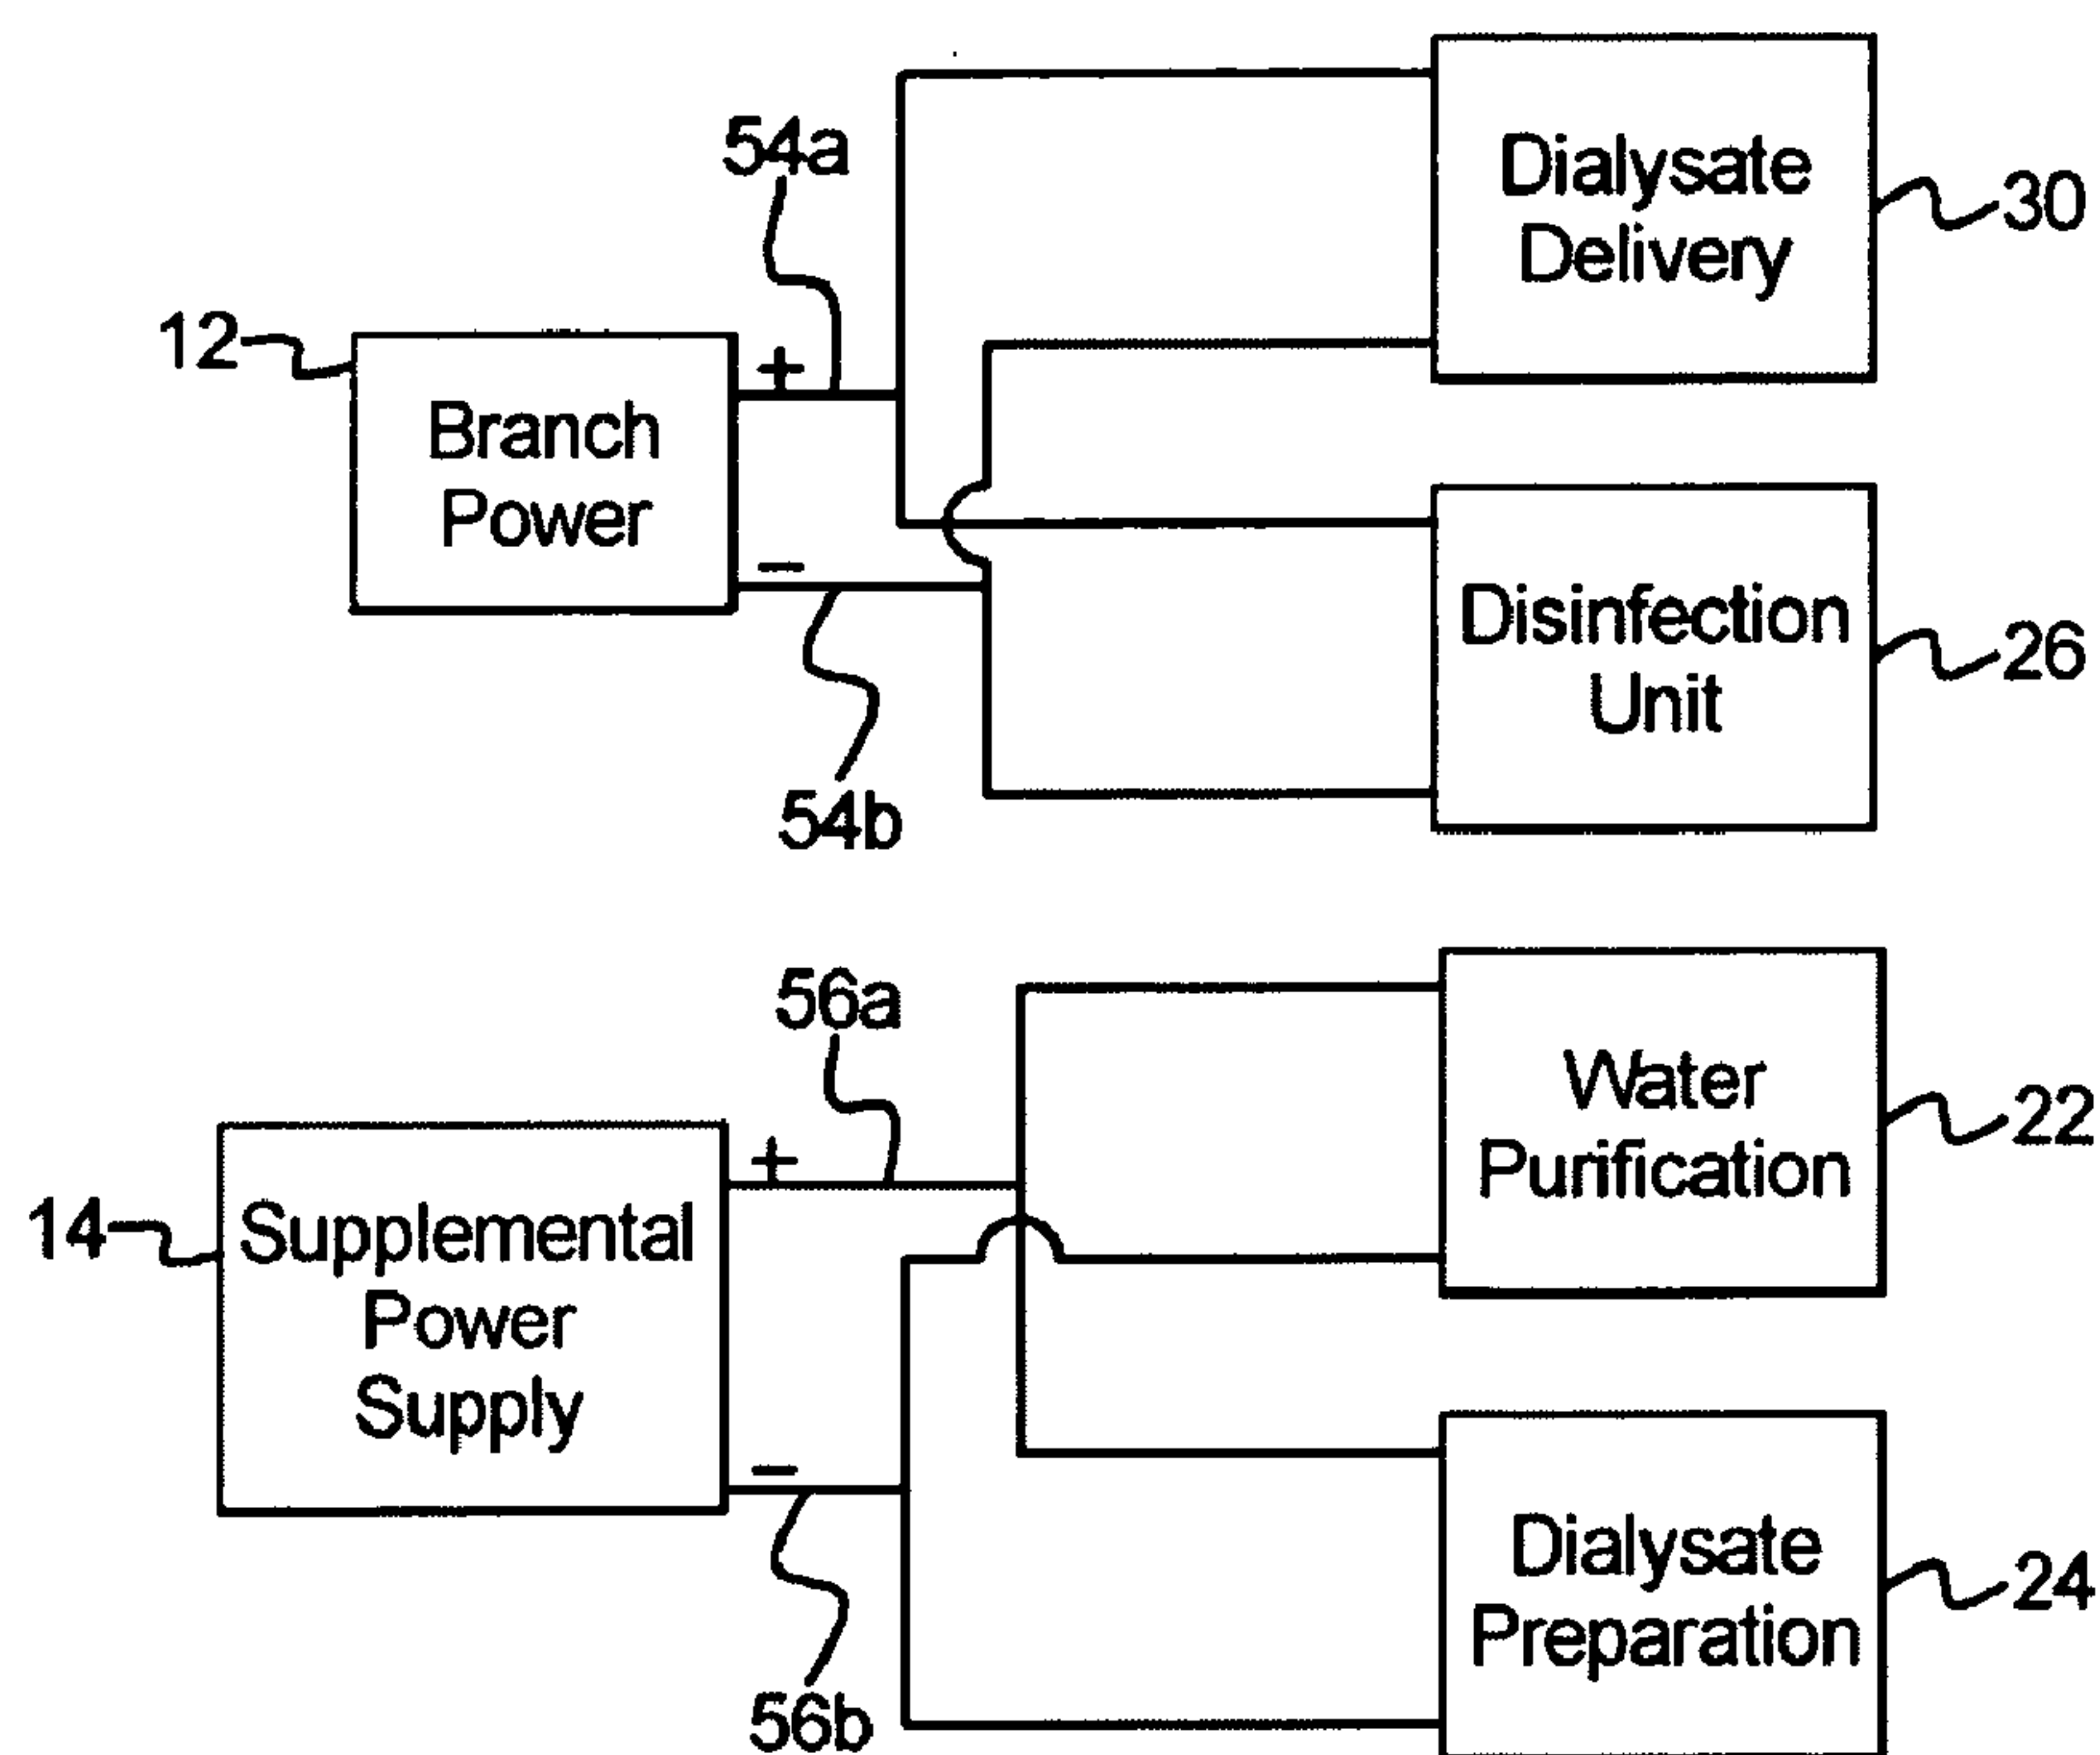 54a
Dialysate
Delivery
30
12
+
Branch
Power
−
Disinfection
Unit
26
54b
56a
Water
Purification
22
+
14
Supplemental
Power
Supply
−
Dialysate
Preparation
24
56b